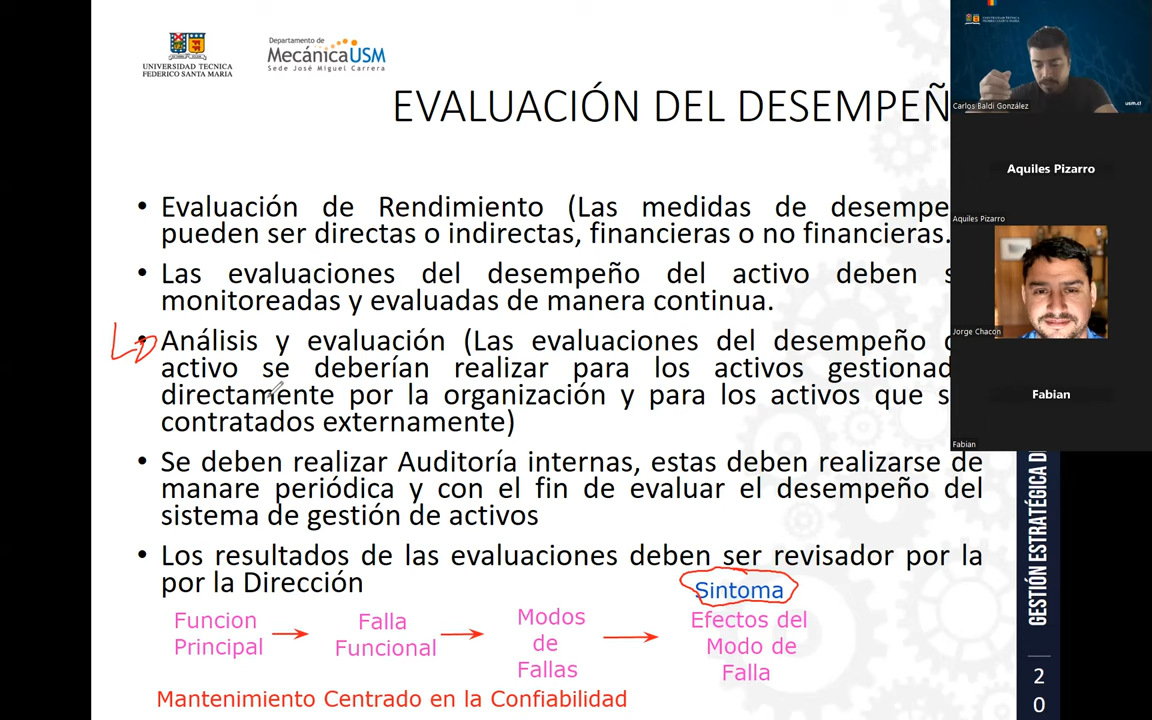 UNIVERSIDAD TECNICA
FEDERICO SANTA MARIA
Departamento de
MecánicaUSM
Sede José Miguel Carrera
EVALUACIÓN DEL DESEMPEÑ
• Evaluación de Rendimiento (Las medidas de desempe
pueden ser directas o indirectas, financieras o no financieras.
• Las evaluaciones del desempeño del activo deben s
monitoreadas y evaluadas de manera continua.
• Análisis y evaluación (Las evaluaciones del desempeño d
activo se deberían realizar para los activos gestionad
directamente por la organización y para los activos que s
contratados externamente)
• Se deben realizar Auditoría internas, estas deben realizarse de
manare periódica y con el fin de evaluar el desempeño del
sistema de gestión de activos
• Los resultados de las evaluaciones deben ser revisador por la
por la Dirección
Sintoma
Funcion
Principal
Falla
Funcional
Modos
de
Fallas
Efectos del
Modo de
Falla
Mantenimiento Centrado en la Confiabilidad
GESTIÓN ESTRATÉGICA D
2
0
usm.cl
Carlos Baldi González
Aquiles Pizarro
Aquiles Pizarro
Jorge Chacon
Fabian
Fabian